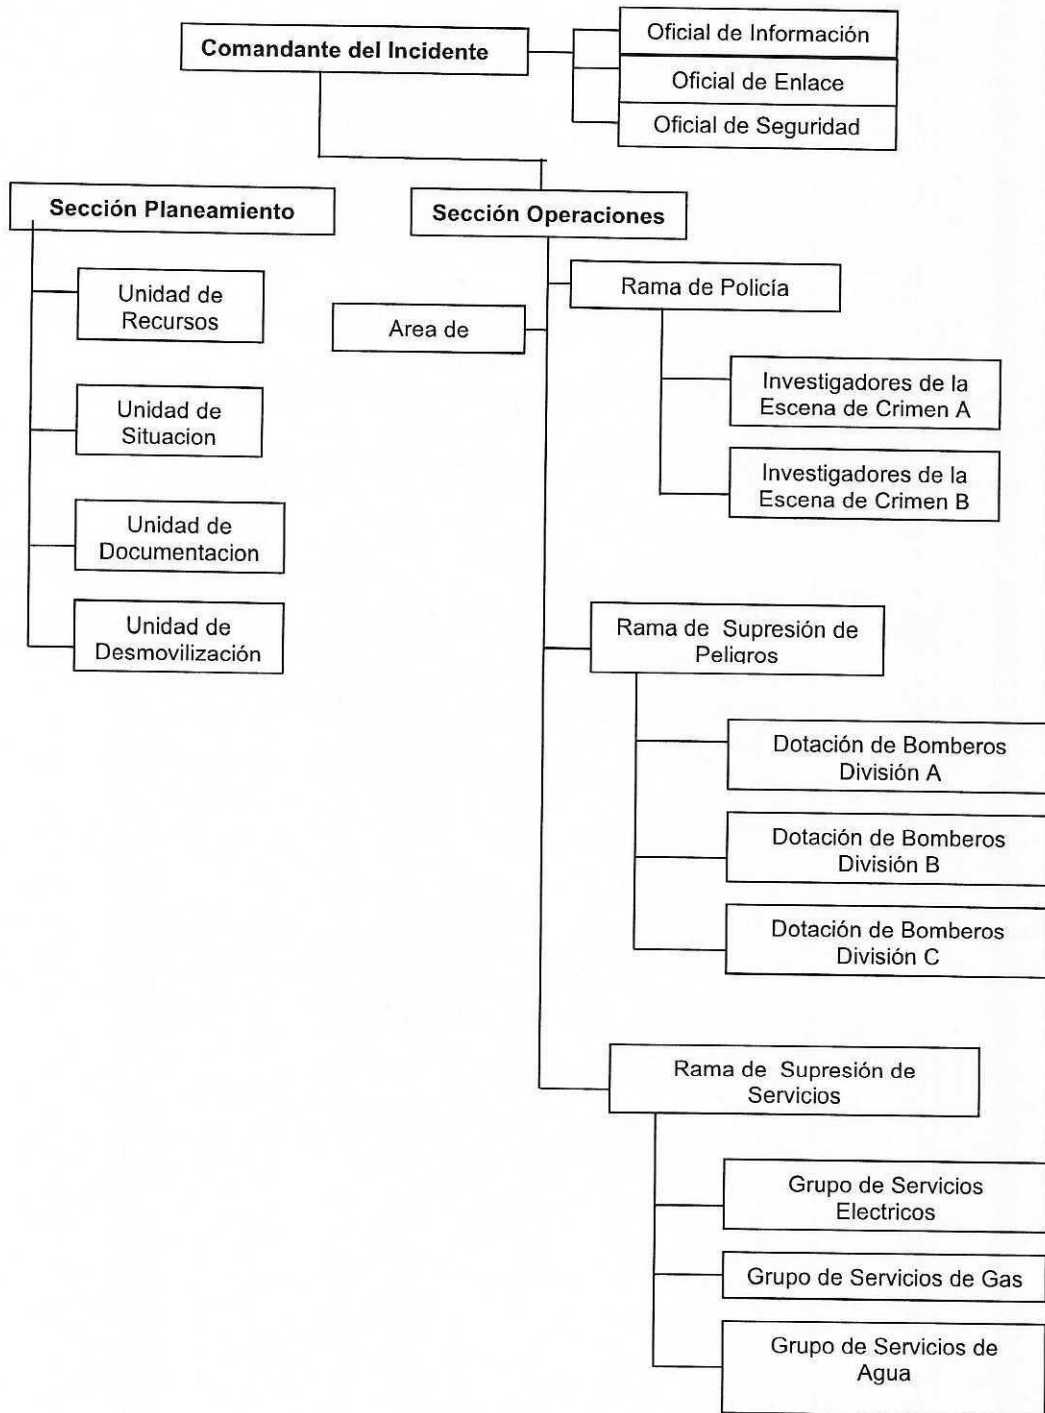 Comandante del Incidente
Oficial de Información
Oficial de Enlace
Oficial de Seguridad
Sección Planeamiento
Sección Operaciones
Unidad de
Recursos
Unidad de
Situacion
Unidad de
Documentacion
Unidad de
Desmovilización
Area de
Rama de Policía
Investigadores de la
Escena de Crimen A
Investigadores de la
Escena de Crimen B
Rama de Supresión de
Peligros
Dotación de Bomberos
División A
Dotación de Bomberos
División B
Dotación de Bomberos
División C
Rama de Supresión de
Servicios
Grupo de Servicios
Electricos
Grupo de Servicios de Gas
Grupo de Servicios de
Agua